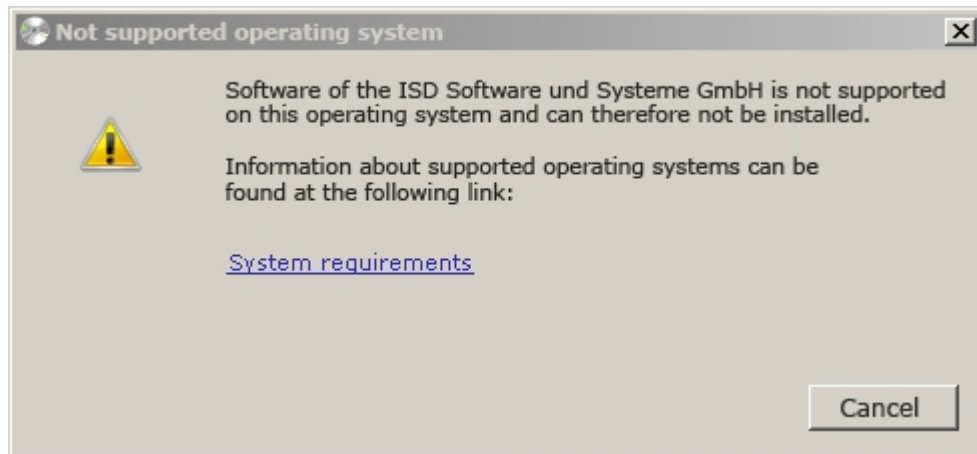 Not supported operating system
Software of the ISD Software und Systeme GmbH is not supported
on this operating system and can therefore not be installed.
Information about supported operating systems can be
found at the following link:
System requirements
Cancel